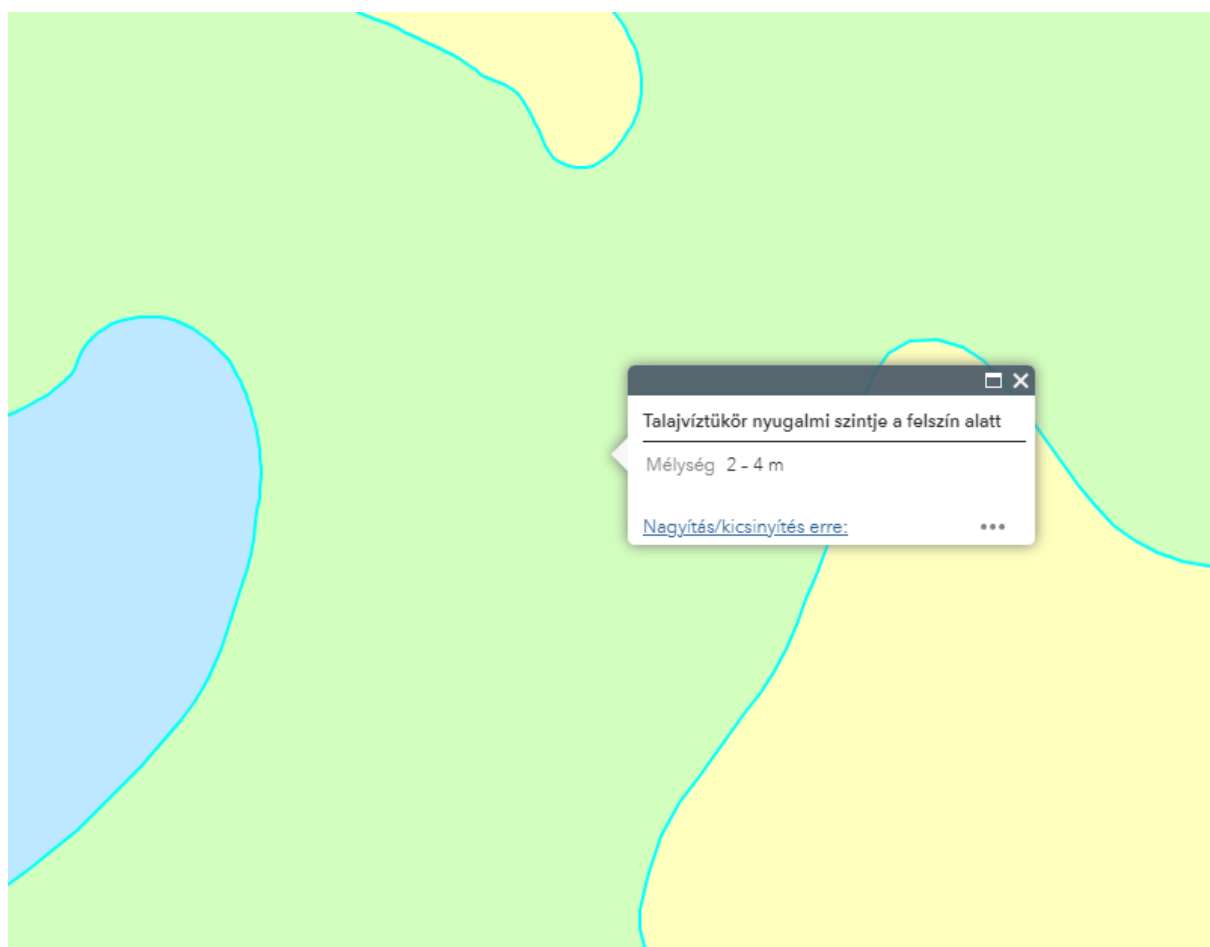 Talajvíztükör nyugalmi szintje a felszín alatt
Mélység 2 - 4 m
Nagyítás/kicsinyítés erre: